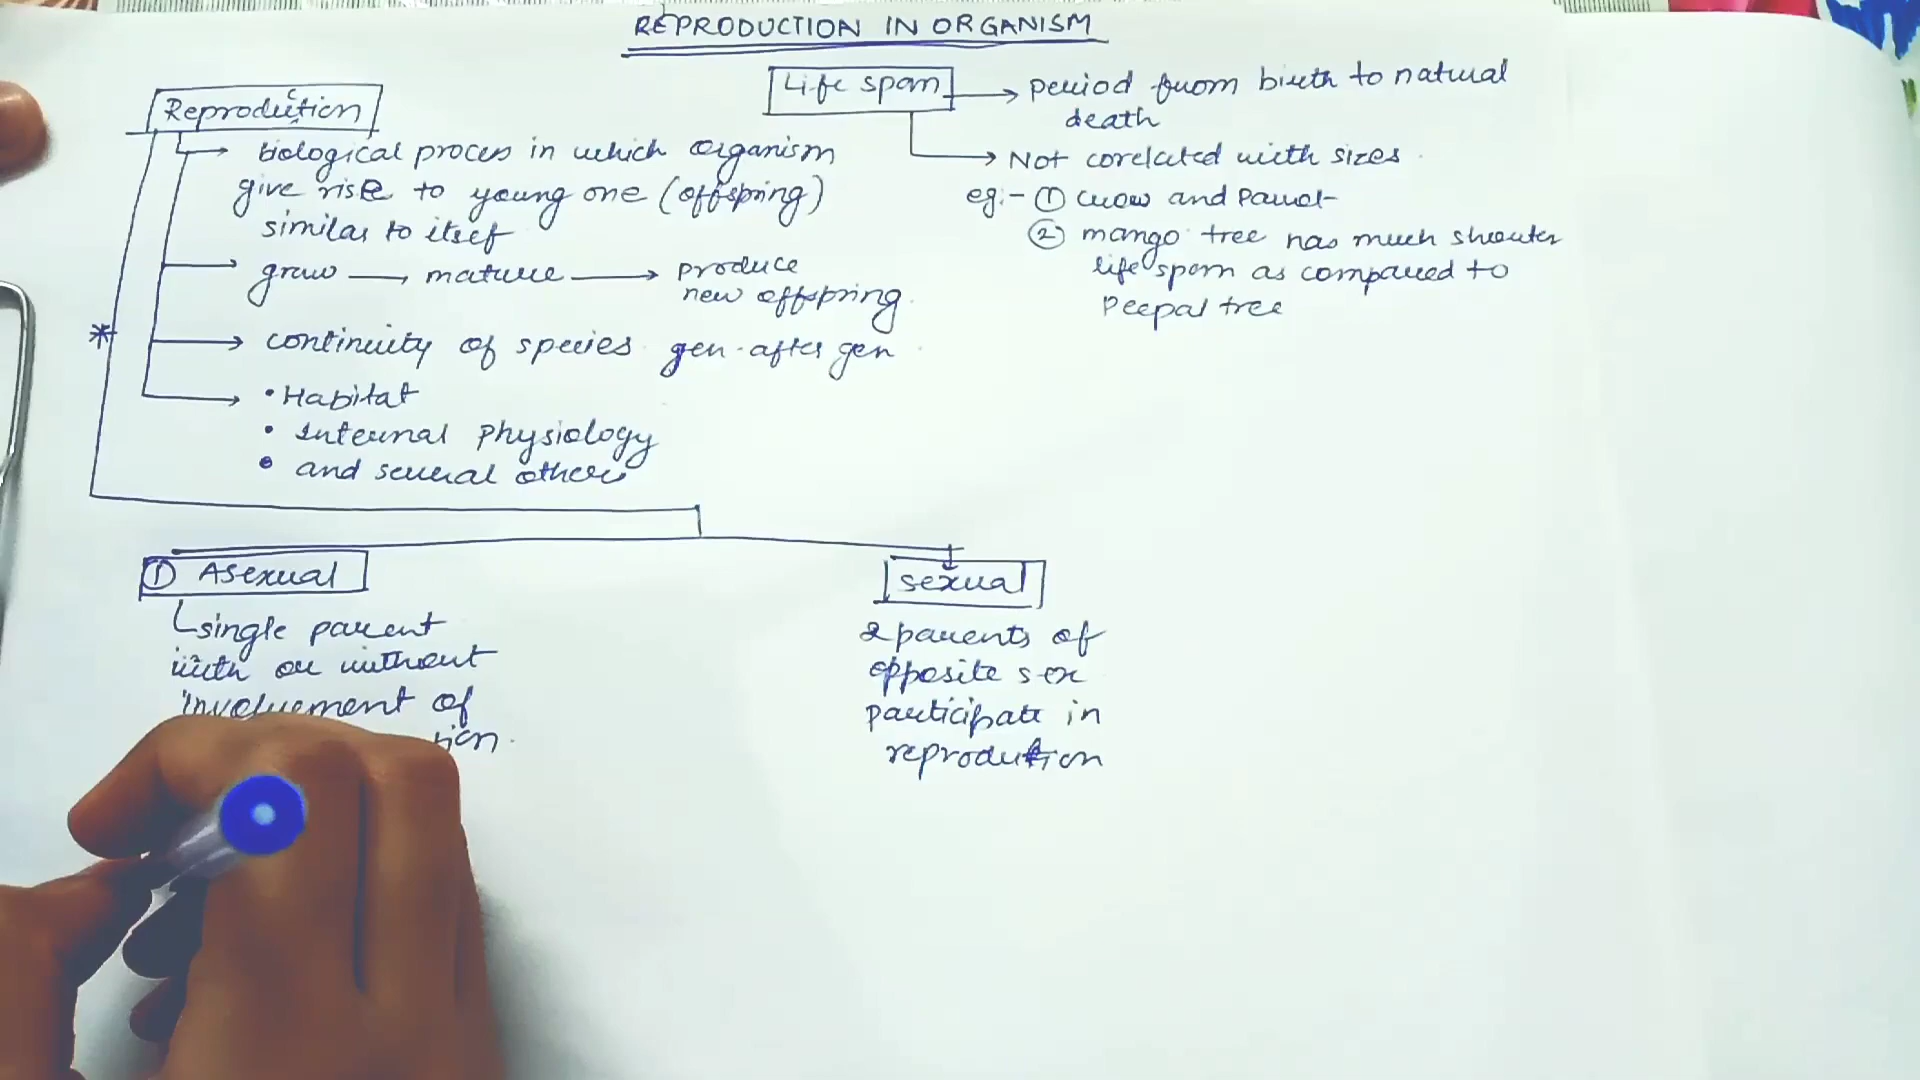 REPRODUCTION IN ORGANISM
Reproduction
biological proces in which organism
give rise to young one (offspring)
similar to itself
grow → mature → produce
new offspring.
continuity of species gen. after gen
• Habitat
• Internal Physiology
• and several others
Life span → period from birth to natural
death
→ Not corelated with sizes
eg:- ① Crow and Parrot
② mango tree has much shorter
life span as compared to
Peepal tree
*
① Asexual
single parent
with or without
involvement of
tion.
sexual
2 parents of
opposite sex
participate in
reproduction